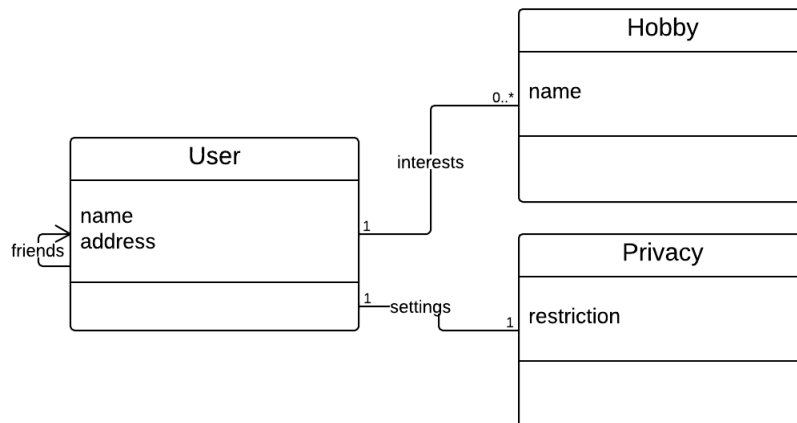 Hobby
name
0..*
interests
User
name
address
friends
1
1
settings
1
Privacy
restriction